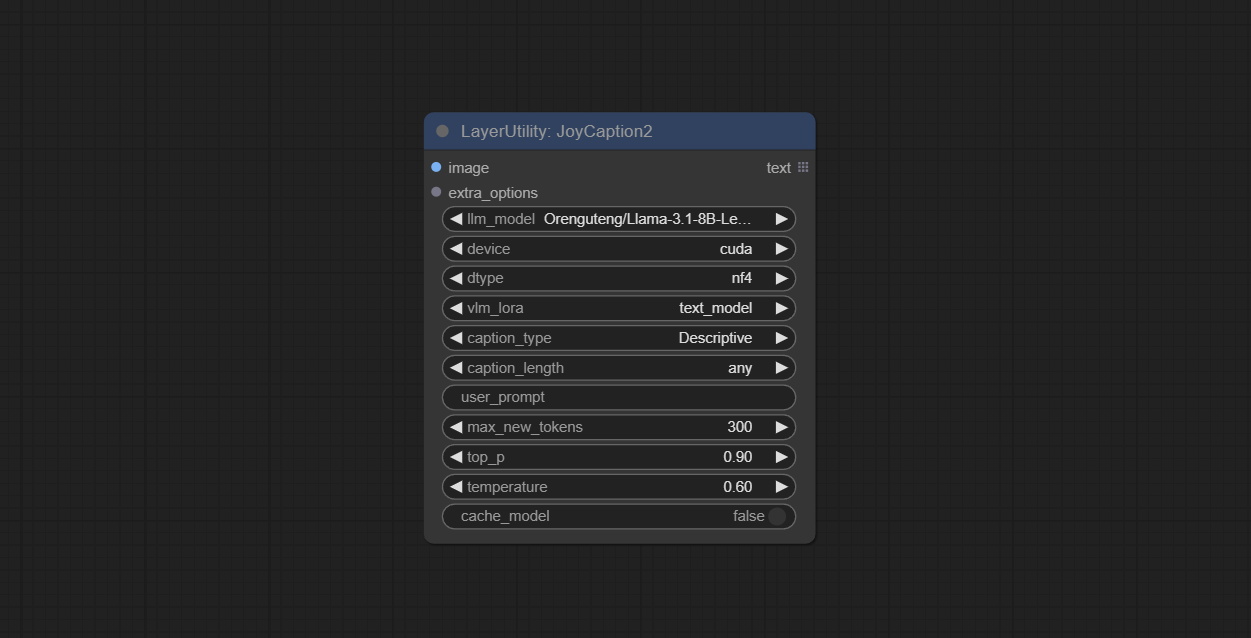 LayerUtility: JoyCaption2
image text
extra_options
llm_model Orenguteng/Llama-3.1-8B-Le...
device cuda
dtype nf4
vlm_lora text_model
caption_type Descriptive
caption_length any
user_prompt
max_new_tokens 300
top_p 0.90
temperature 0.60
cache_model false